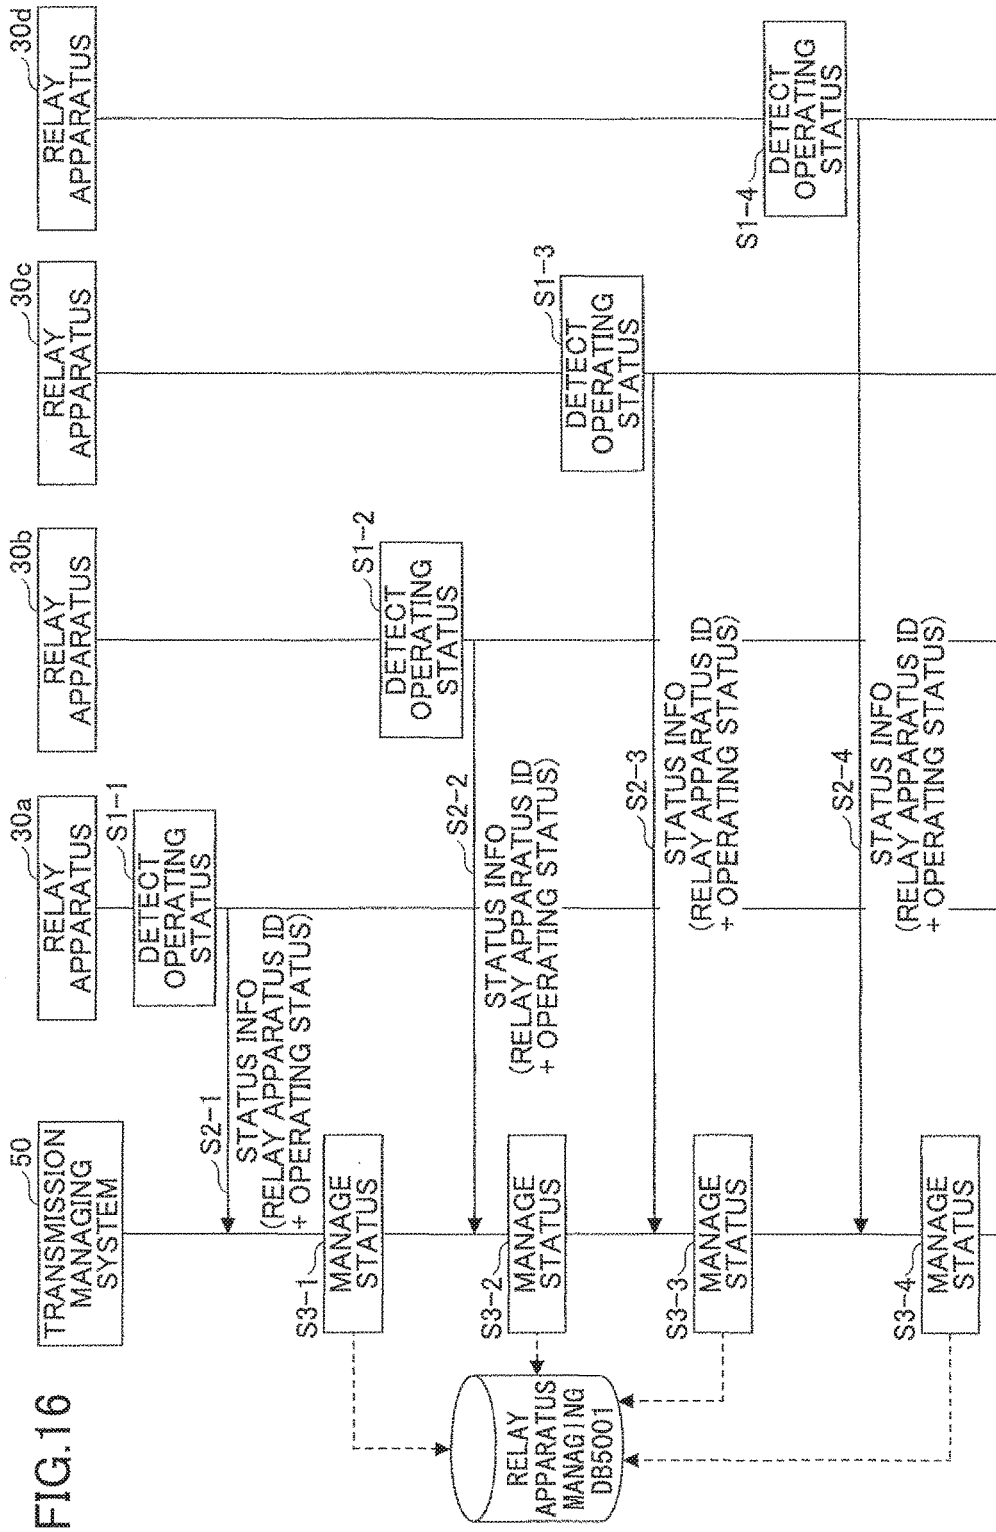 FIG.16
50
TRANSMISSION
MANAGING
SYSTEM
30a
RELAY
APPARATUS
30b
RELAY
APPARATUS
30c
RELAY
APPARATUS
30d
RELAY
APPARATUS
S1-1
DETECT
OPERATING
STATUS
S2-1
STATUS INFO
(RELAY APPARATUS ID
+ OPERATING STATUS)
S3-1
MANAGE
STATUS
S1-2
DETECT
OPERATING
STATUS
S2-2
STATUS INFO
(RELAY APPARATUS ID
+ OPERATING STATUS)
S3-2
MANAGE
STATUS
RELAY
APPARATUS
MANAGING
DB5001
S1-3
DETECT
OPERATING
STATUS
S2-3
STATUS INFO
(RELAY APPARATUS ID
+ OPERATING STATUS)
S3-3
MANAGE
STATUS
S1-4
DETECT
OPERATING
STATUS
S2-4
STATUS INFO
(RELAY APPARATUS ID
+ OPERATING STATUS)
S3-4
MANAGE
STATUS